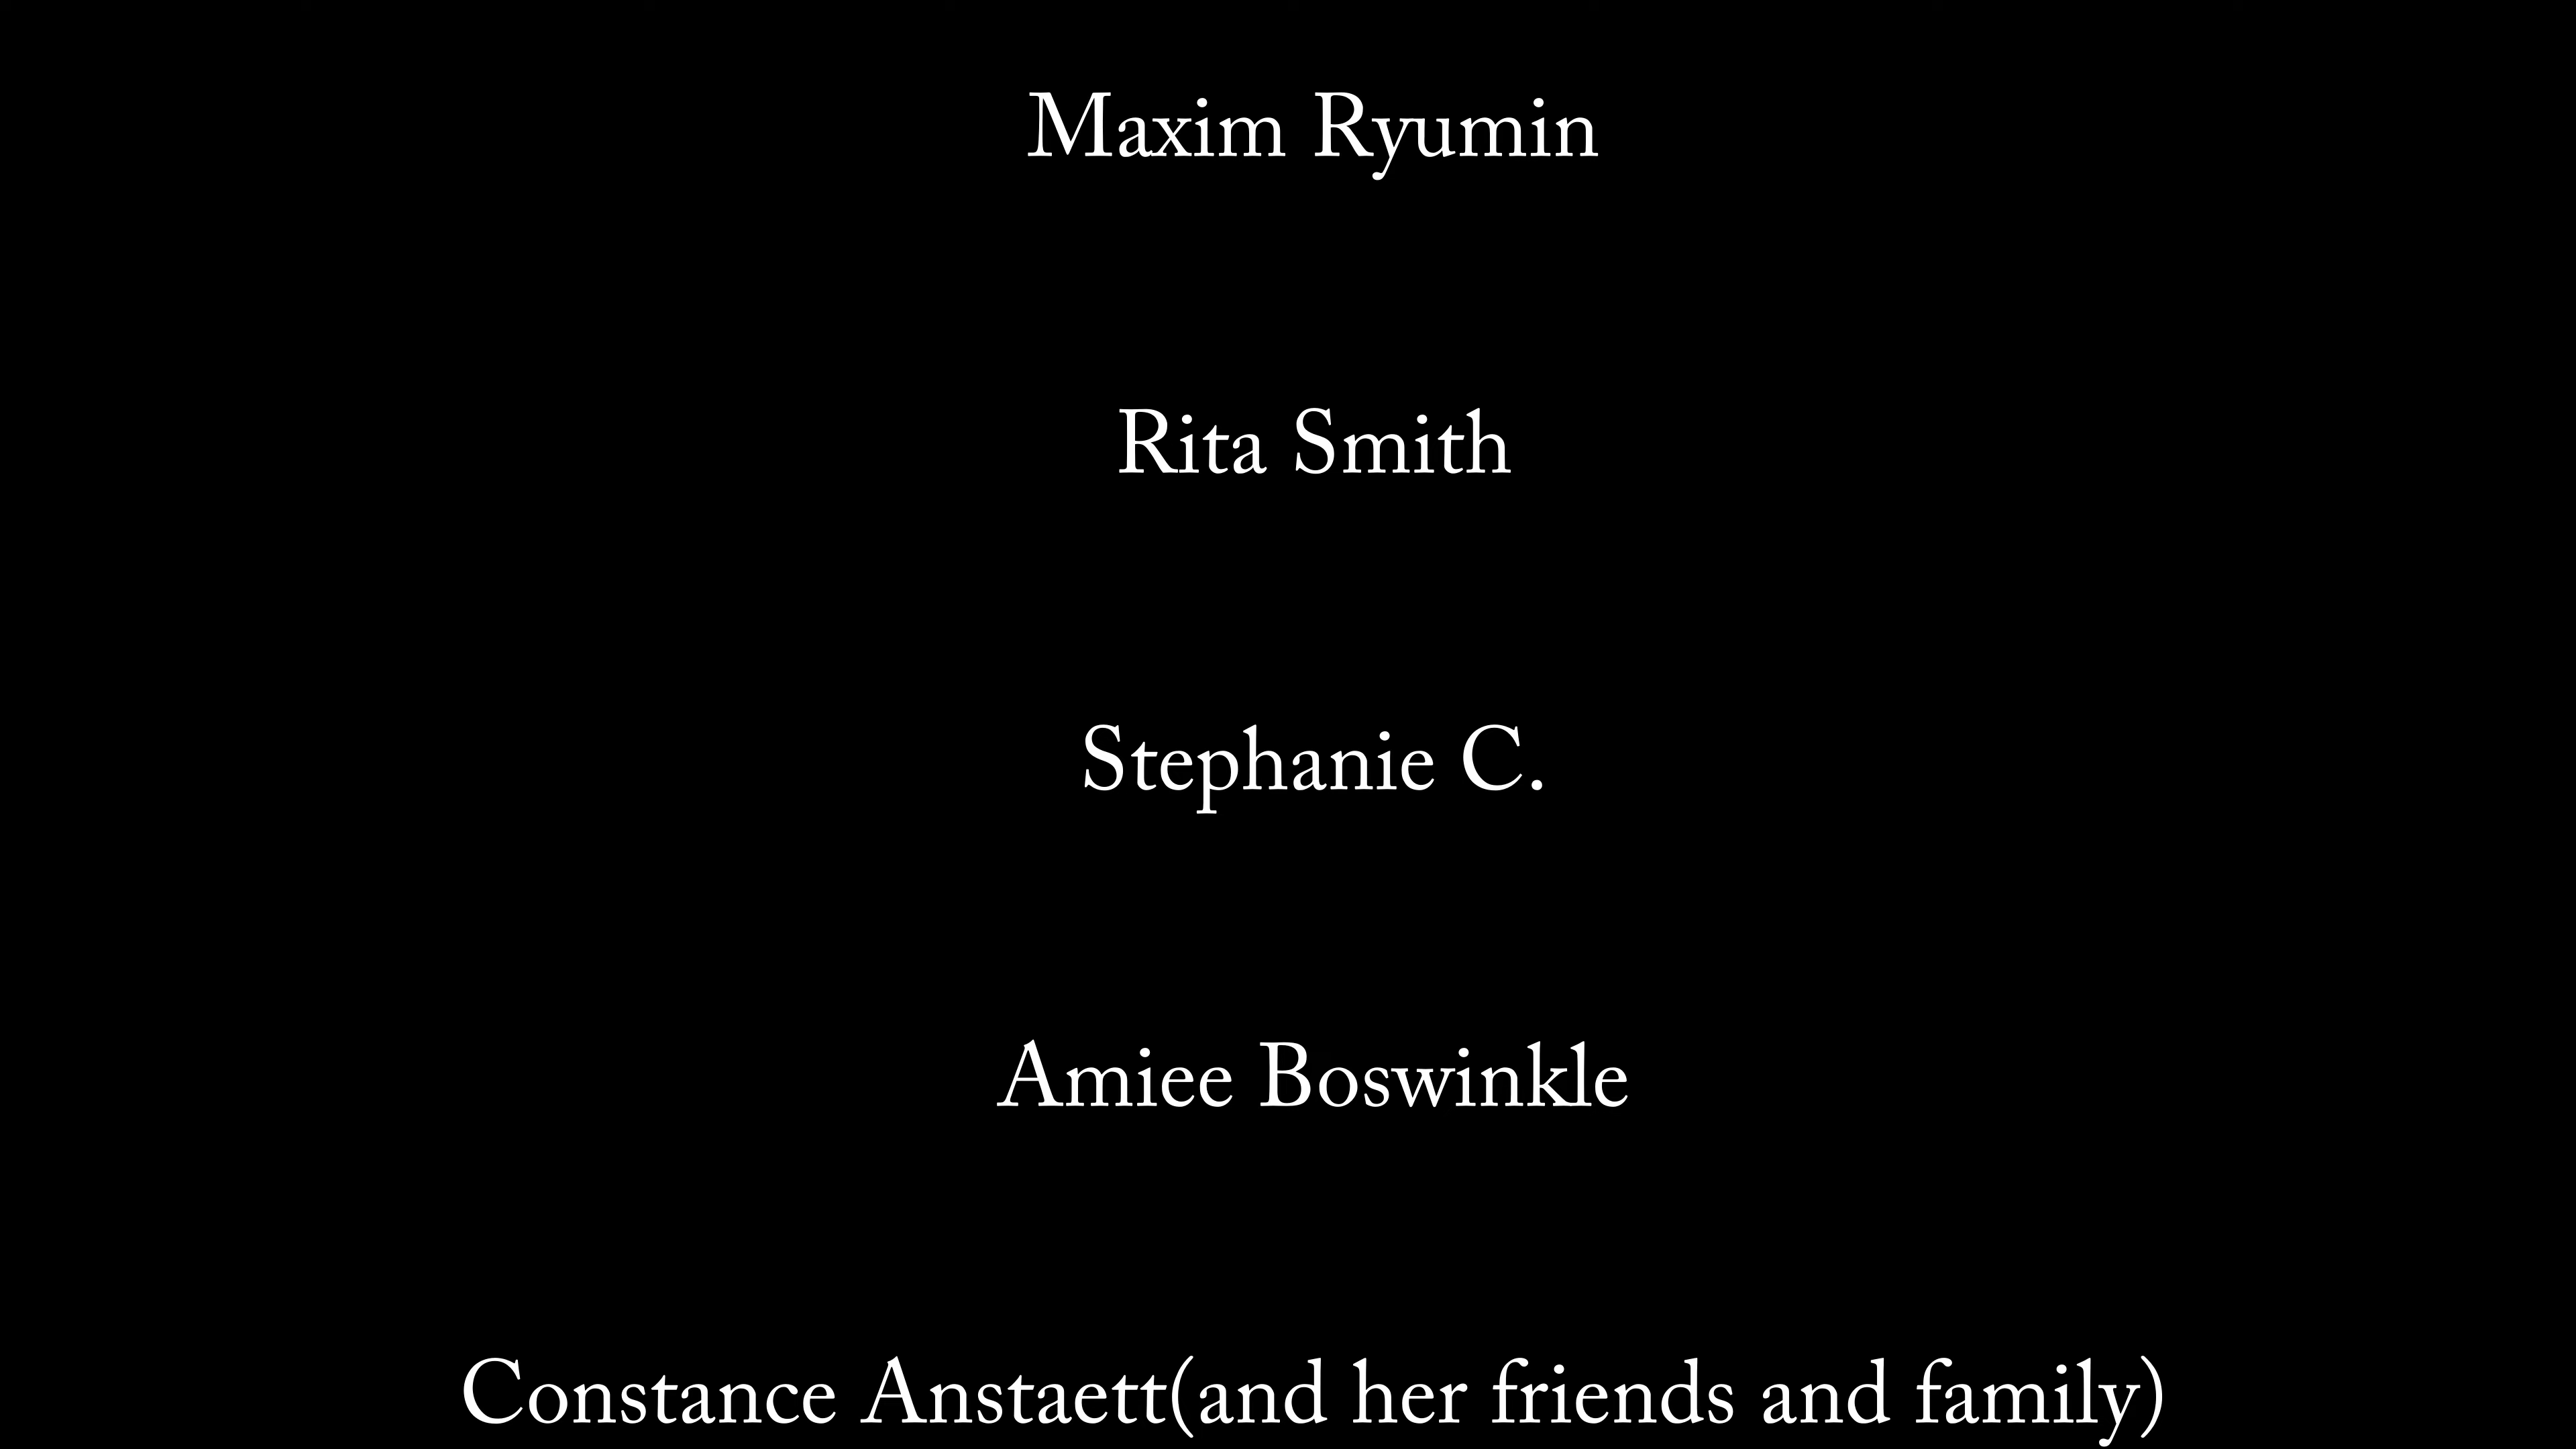 Maxim Ryumin
Rita Smith
Stephanie C.
Amiee Boswinkle
Constance Anstaett(and her friends and family)